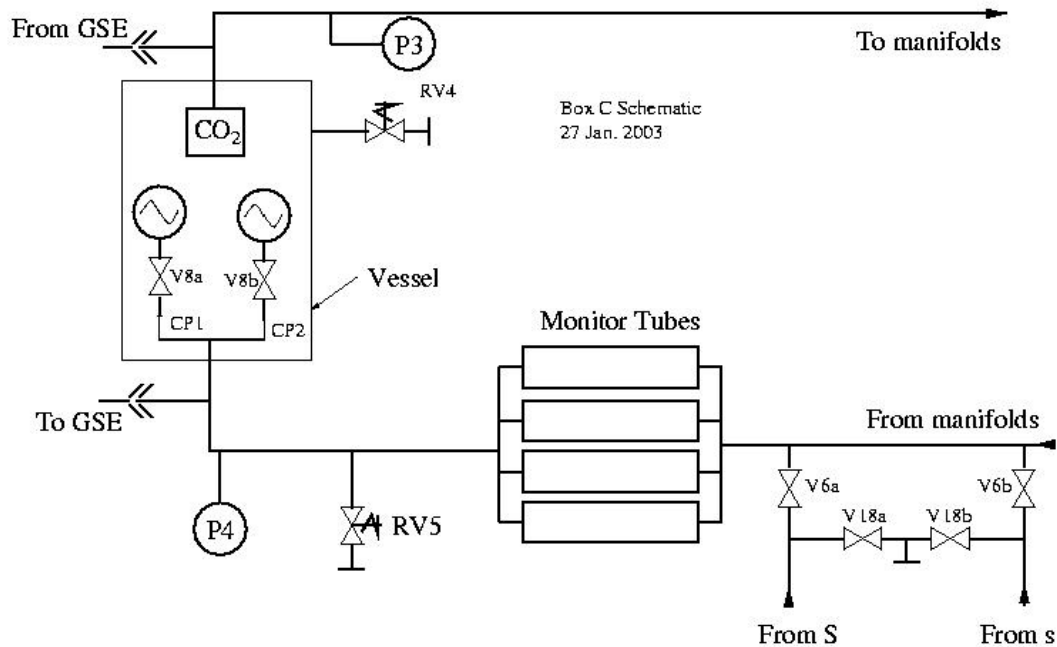 From GSE
P3
To manifolds
RV4
Box C Schematic
27 Jan. 2003
CO2
V8a
V8b
Vessel
CP1
CP2
Monitor Tubes
To GSE
From manifolds
V6a
V6b
V18a
V18b
P4
RV5
From S
From s